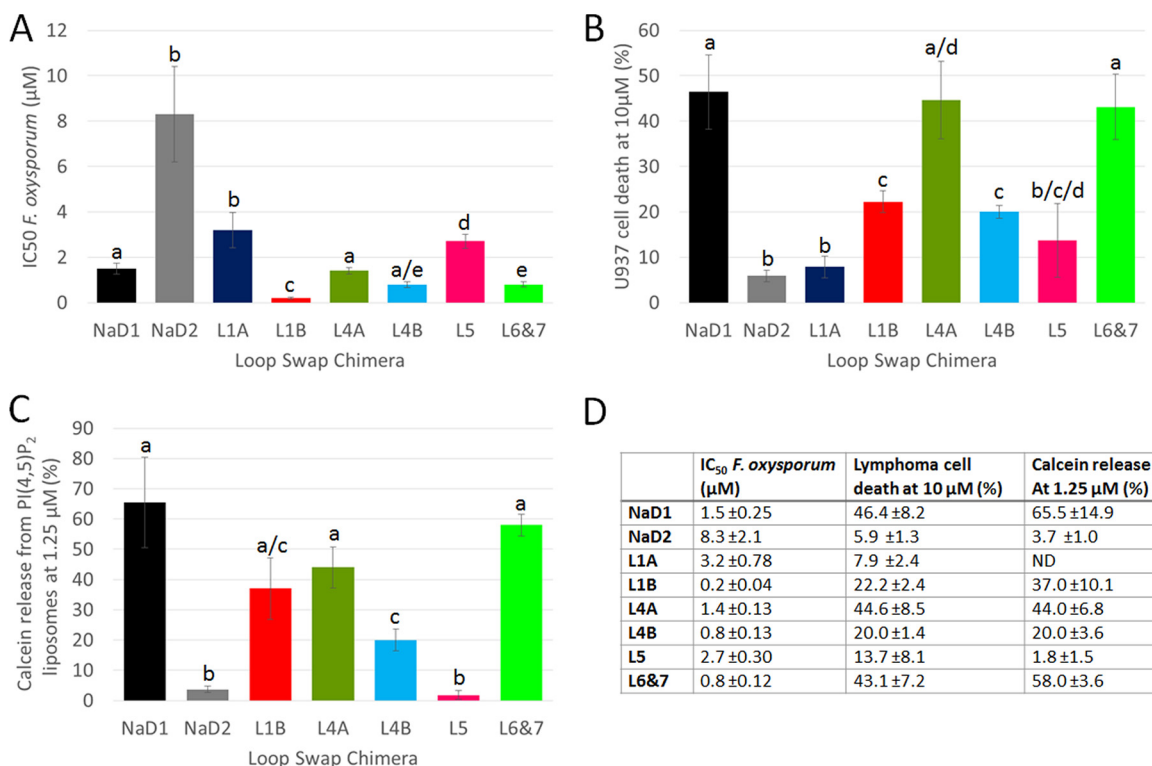 A
IC50 F. oxysporum (µM)
12
10
8
6
4
2
0
a
b
b
c
a
a/e
d
e
NaD1 NaD2 L1A L1B L4A L4B L5 L6&7
Loop Swap Chimera
B
U937 cell death at 10µM (%)
60
50
40
30
20
10
0
a
b
b
c
a/d
c
b/c/d
a
NaD1 NaD2 L1A L1B L4A L4B L5 L6&7
Loop Swap Chimera
C
Calcein release from PI(4,5)P₂
liposomes at 1.25 µM (%)
90
80
70
60
50
40
30
20
10
0
a
b
a/c
a
c
b
a
NaD1 NaD2 L1B L4A L4B L5 L6&7
Loop Swap Chimera
D
IC₅₀ F. oxysporum Lymphoma cell Calcein release
(µM) death at 10 µM (%) At 1.25 µM (%)
NaD1 1.5 ±0.25 46.4 ±8.2 65.5 ±14.9
NaD2 8.3 ±2.1 5.9 ±1.3 3.7 ±1.0
L1A 3.2 ±0.78 7.9 ±2.4 ND
L1B 0.2 ±0.04 22.2 ±2.4 37.0 ±10.1
L4A 1.4 ±0.13 44.6 ±8.5 44.0 ±6.8
L4B 0.8 ±0.13 20.0 ±1.4 20.0 ±3.6
L5 2.7 ±0.30 13.7 ±8.1 1.8 ±1.5
L6&7 0.8 ±0.12 43.1 ±7.2 58.0 ±3.6